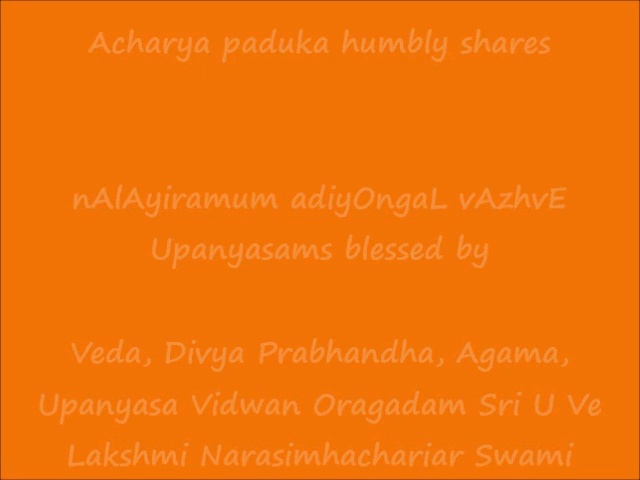 Acharya paduka humbly shares
nAlAyiramum adiyOngaL vAzhvE
Upanyasams blessed by
Veda, Divya Prabhandha, Agama,
Upanyasa Vidwan Oragadam Sri U Ve
Lakshmi Narasimhachariar Swami